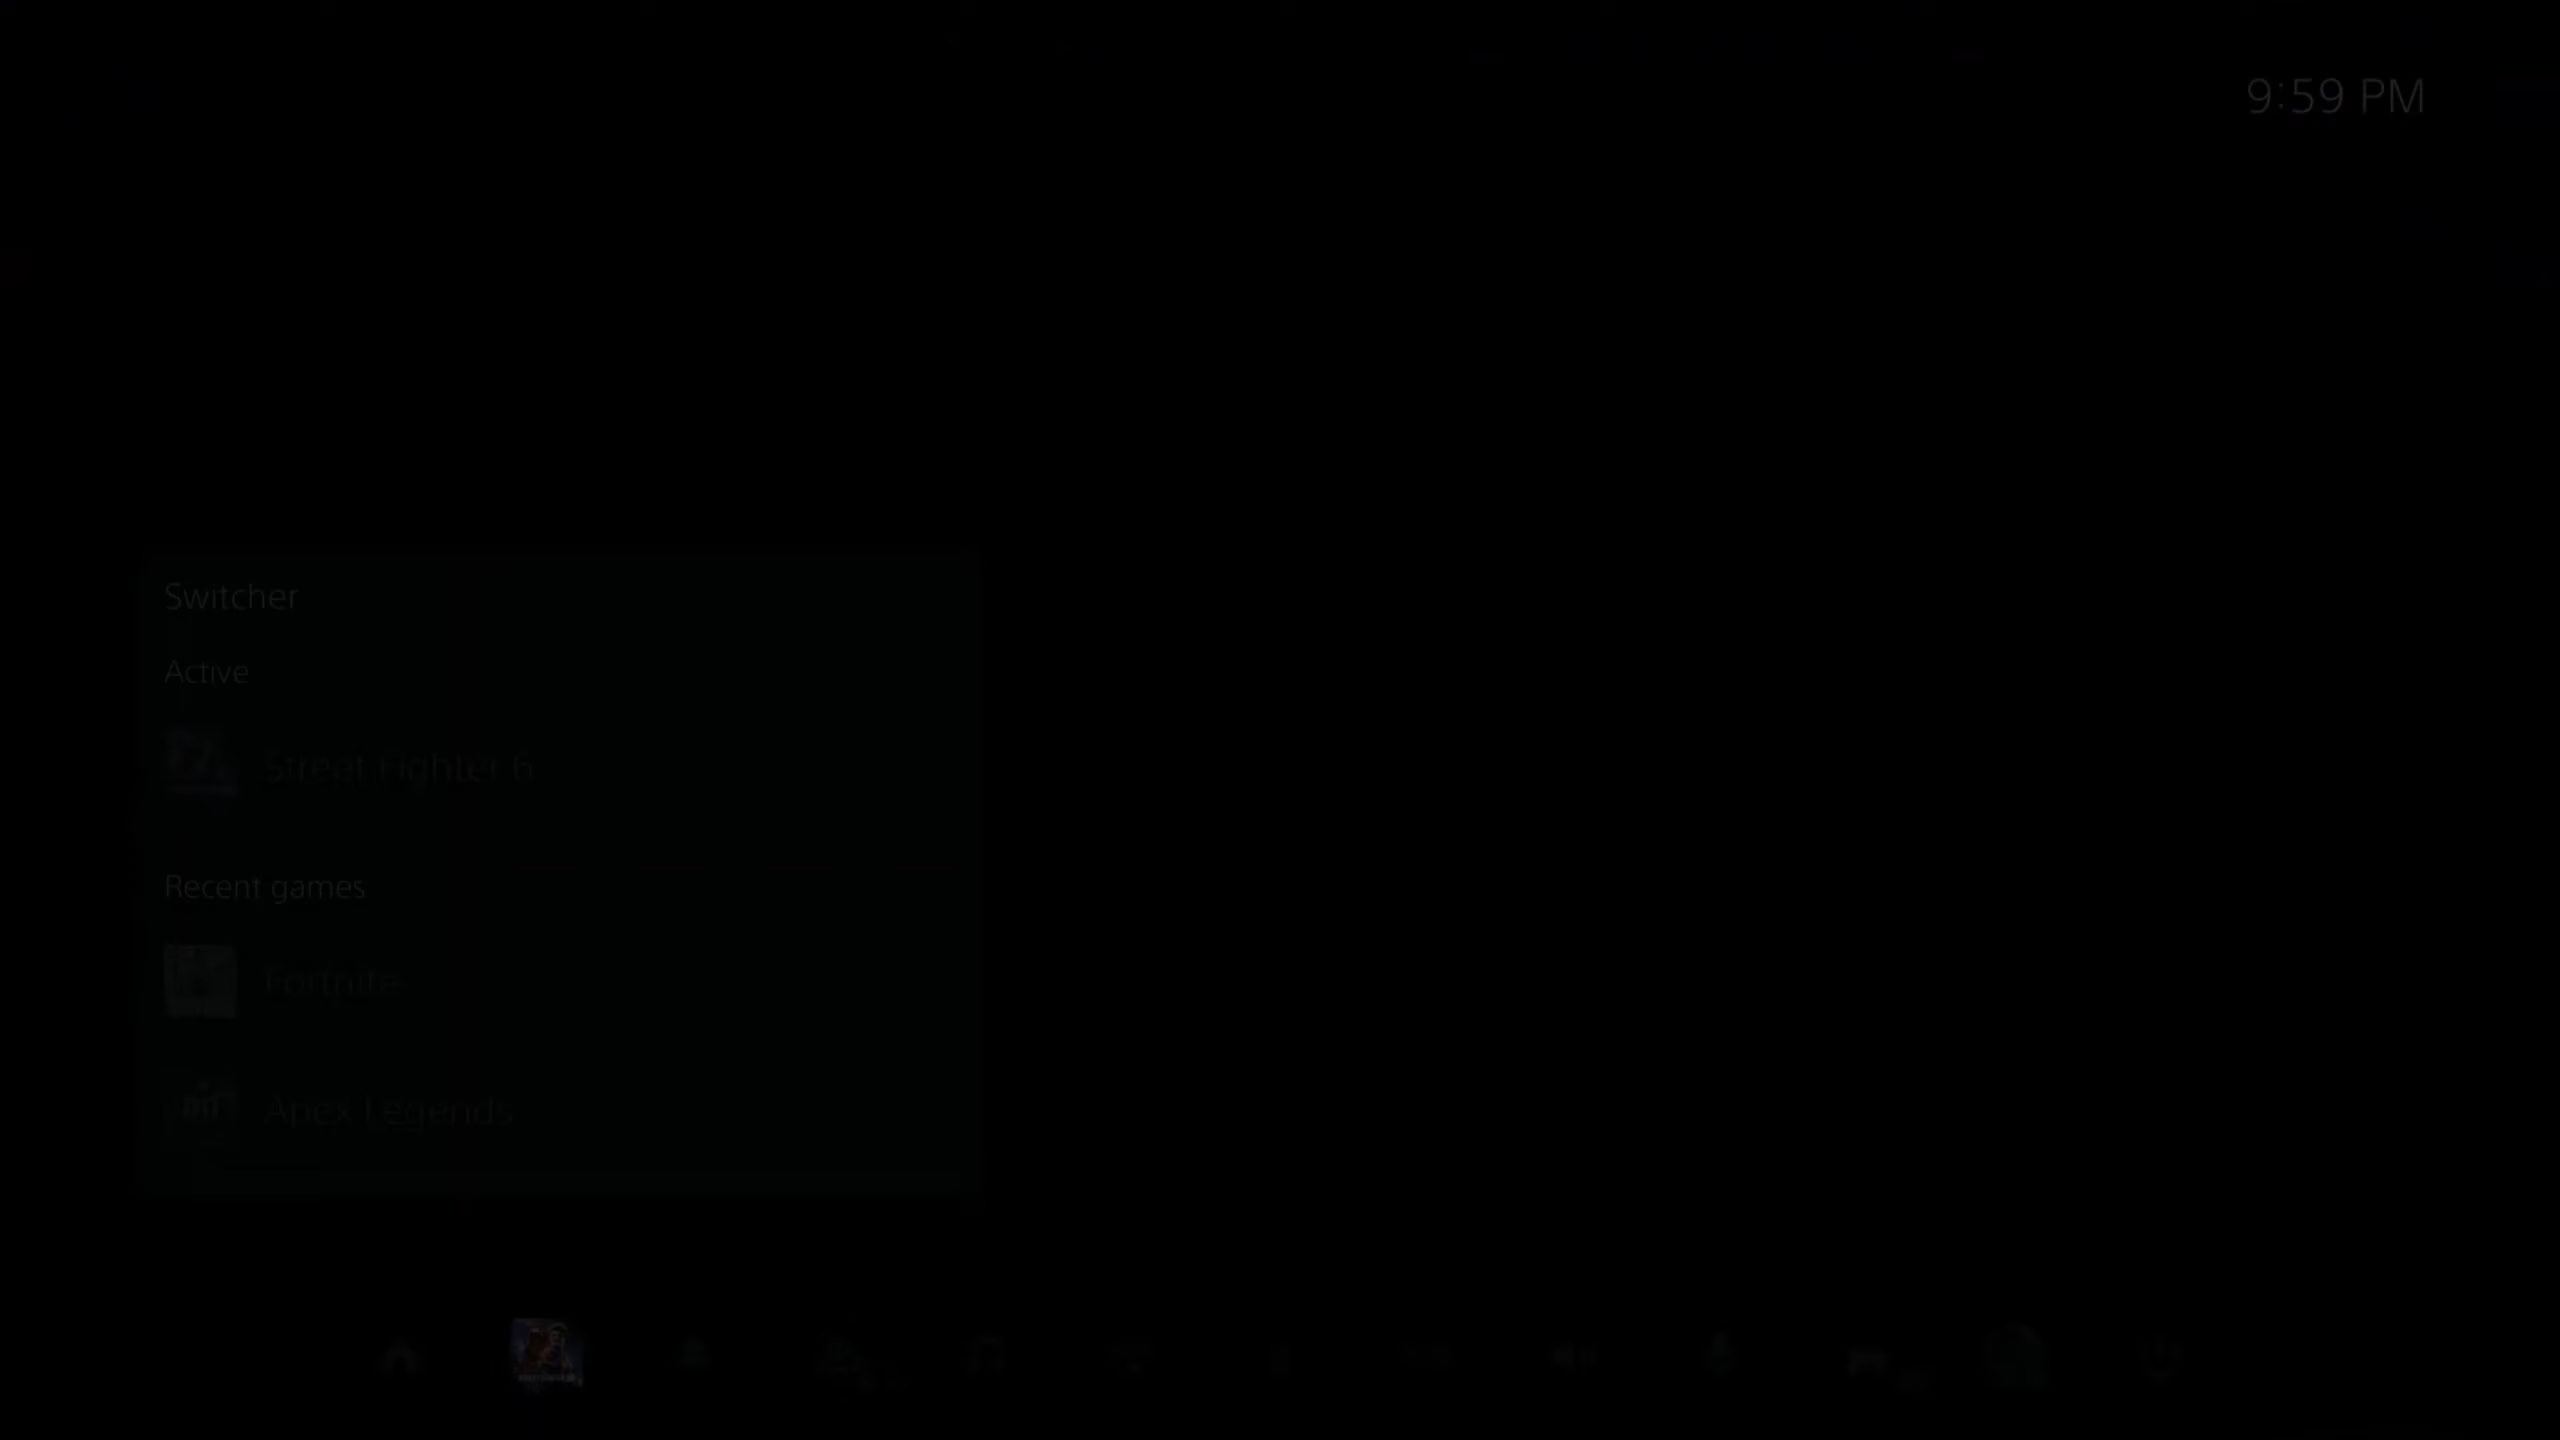 9:59 PM
Switcher
Active
Street Fighter 6
Recent games
Fortnite
Apex Legends